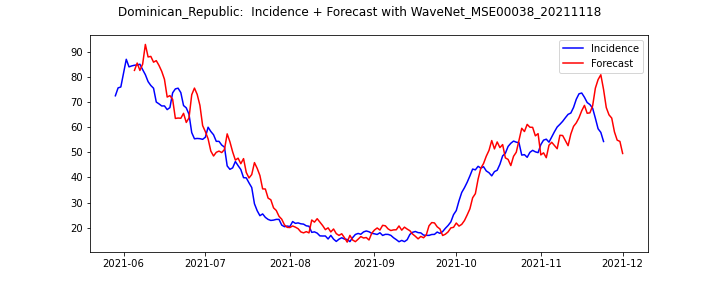 Dominican_Republic:  Incidence + Forecast with WaveNet_MSE00038_20211118
Incidence
Forecast
90
80
70
60
50
40
30
20
2021-06 2021-07 2021-08 2021-09 2021-10 2021-11 2021-12